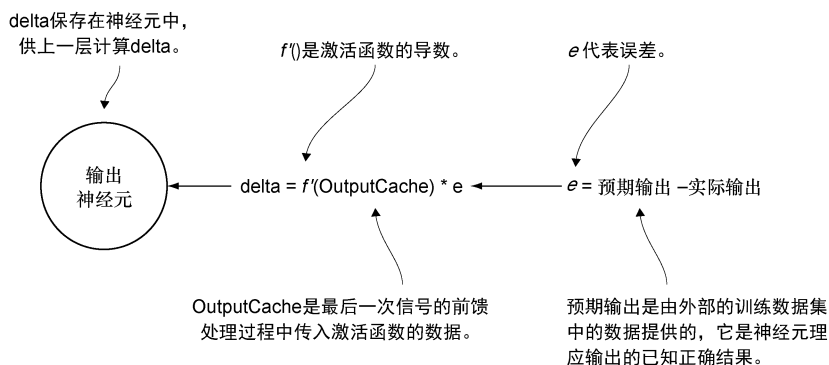 delta保存在神经元中，
供上一层计算delta。
f'()是激活函数的导数。
e 代表误差。
输出
神经元
delta = f'(OutputCache) * e
e = 预期输出 –实际输出
OutputCache是最后一次信号的前馈
处理过程中传入激活函数的数据。
预期输出是由外部的训练数据集
中的数据提供的，它是神经元理
应输出的已知正确结果。